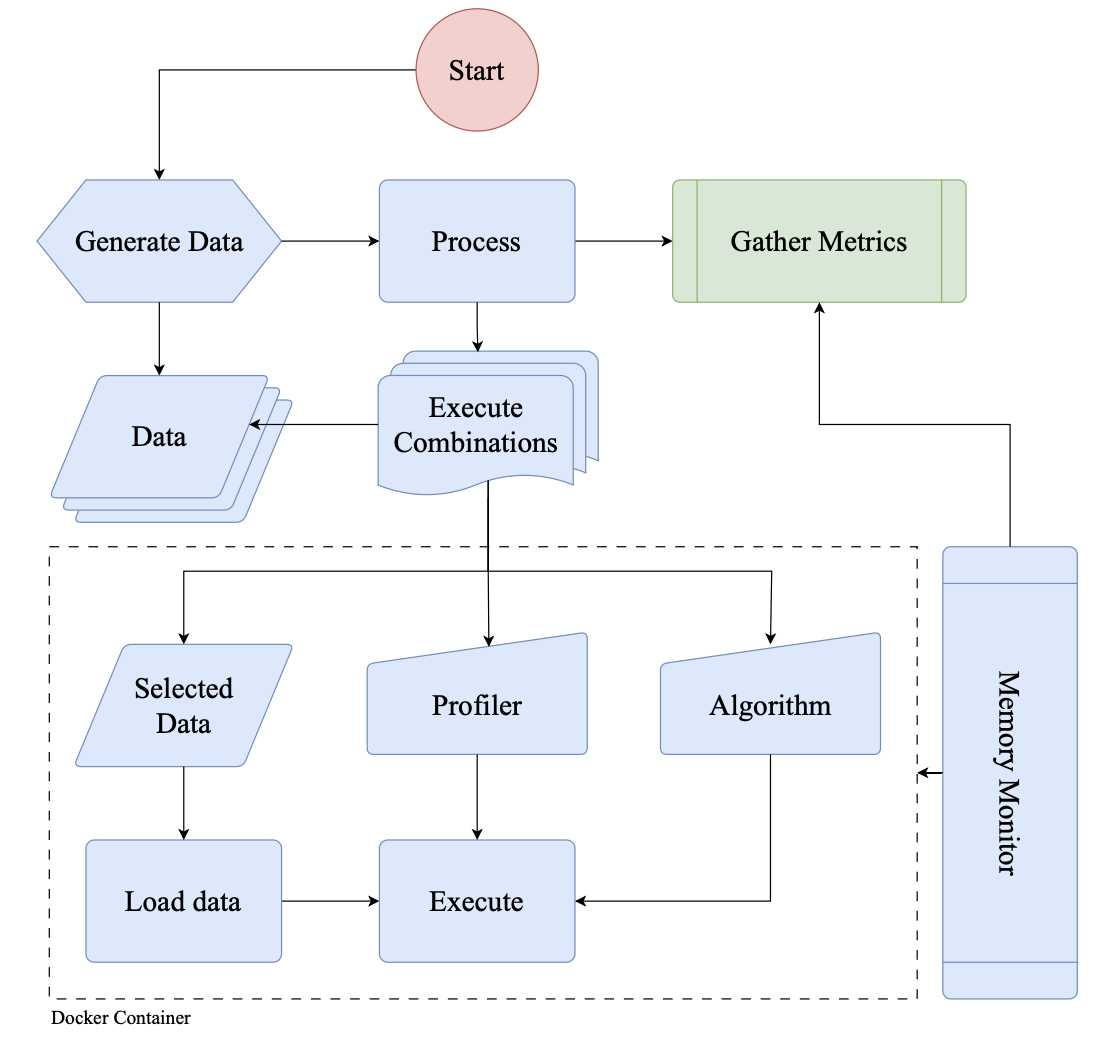 Start
Generate Data
Process
Gather Metrics
Data
Execute
Combinations
Selected
Data
Profiler
Algorithm
Memory Monitor
Load data
Execute
Docker Container